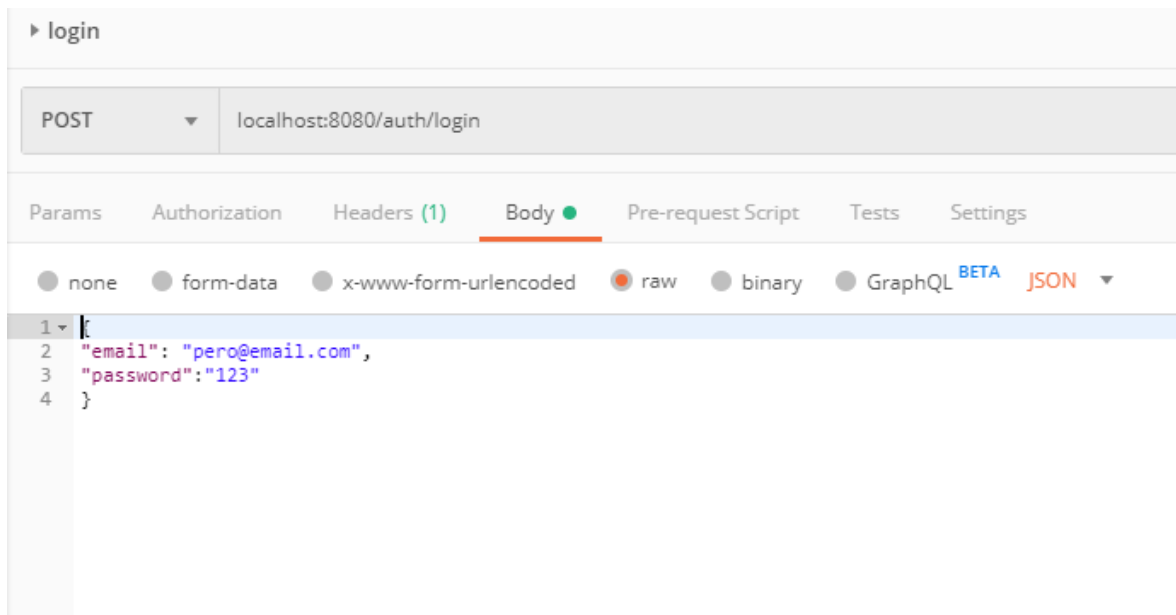 login
POST localhost:8080/auth/login
Params Authorization Headers (1) Body Pre-request Script Tests Settings
none form-data x-www-form-urlencoded raw binary GraphQL BETA JSON
1 {
2 "email": "pero@email.com",
3 "password":"123"
4 }